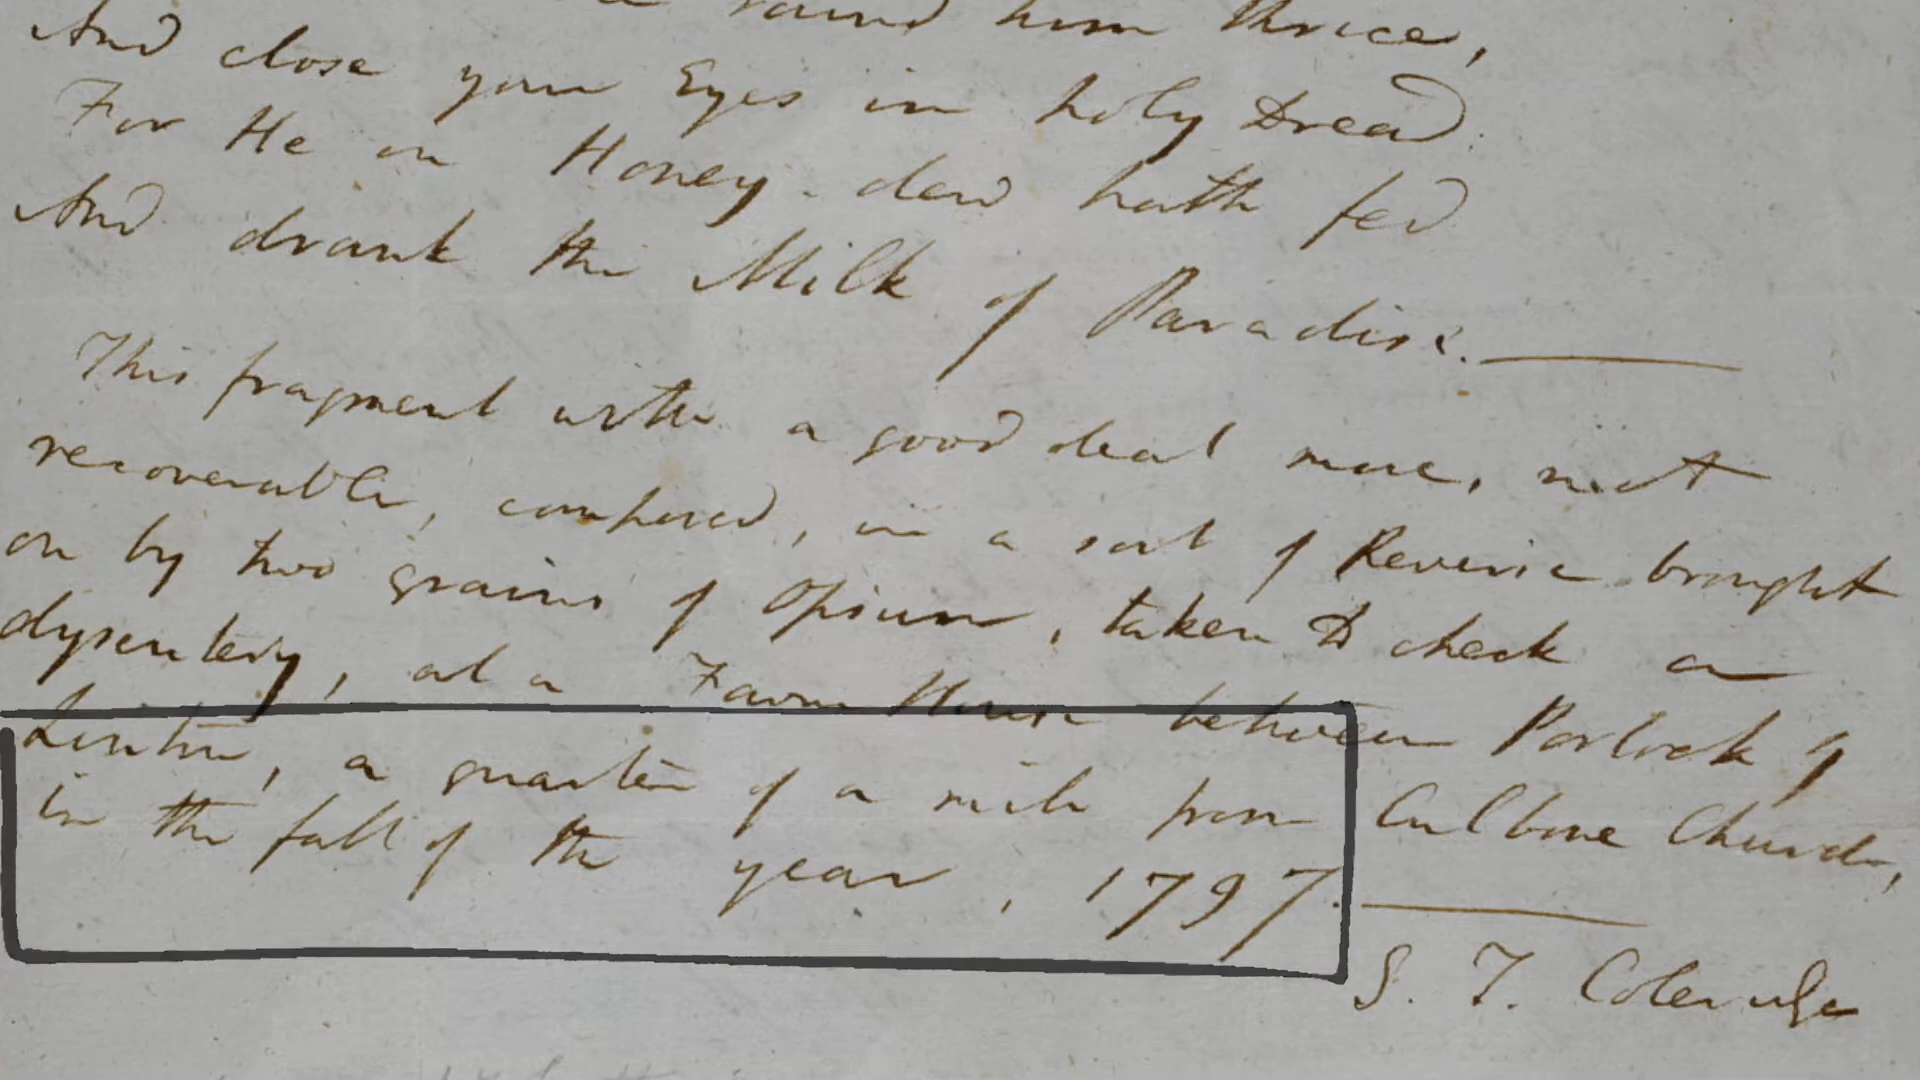 round him thrice,
And close your Eyes in holy Dread:
For He on Honey-dew hath fed
And drank the Milk of Paradise.
This fragment with a good deal more, not
recoverable, composed, in a sort of Reverie brought
on by two grains of Opium, taken to check a
dysentery, at a Farm House between Porlock &
Linton, a quarter of a mile from Culbone Church,
in the fall of the year, 1797.
S. T. Coleridge